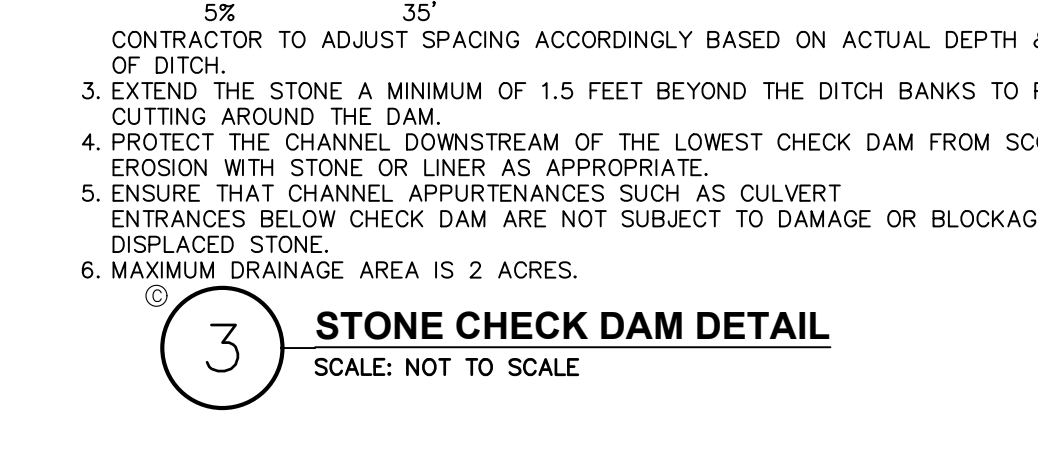 5% 35'
CONTRACTOR TO ADJUST SPACING ACCORDINGLY BASED ON ACTUAL DEPTH
OF DITCH.
3. EXTEND THE STONE A MINIMUM OF 1.5 FEET BEYOND THE DITCH BANKS TO
CUTTING AROUND THE DAM.
4. PROTECT THE CHANNEL DOWNSTREAM OF THE LOWEST CHECK DAM FROM
EROSION WITH STONE OR LINER AS APPROPRIATE.
5. ENSURE THAT CHANNEL APPURTENANCES SUCH AS CULVERT
ENTRANCES BELOW CHECK DAM ARE NOT SUBJECT TO DAMAGE OR
DISPLACED STONE.
6. MAXIMUM DRAINAGE AREA IS 2 ACRES.
©
3 STONE CHECK DAM DETAIL
SCALE: NOT TO SCALE